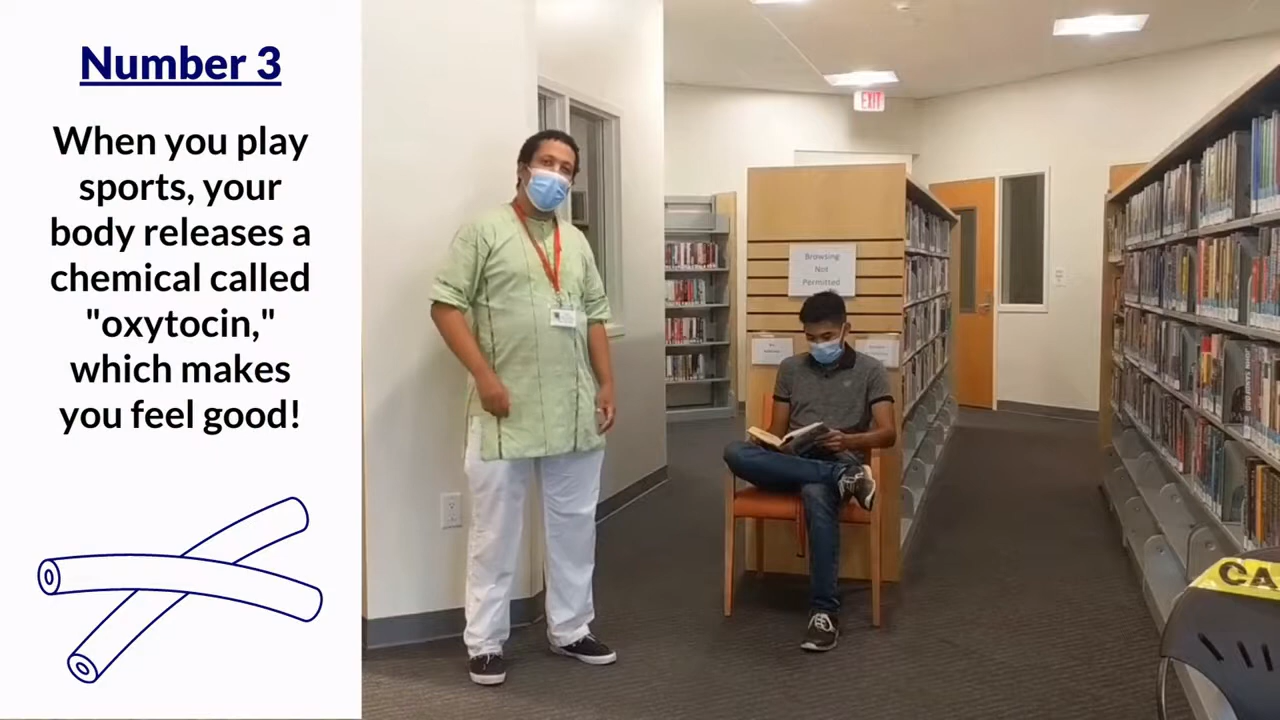 Number 3
When you play
sports, your
body releases a
chemical called
"oxytocin,"
which makes
you feel good!
EXIT
Browsing
Not
Permitted
CA